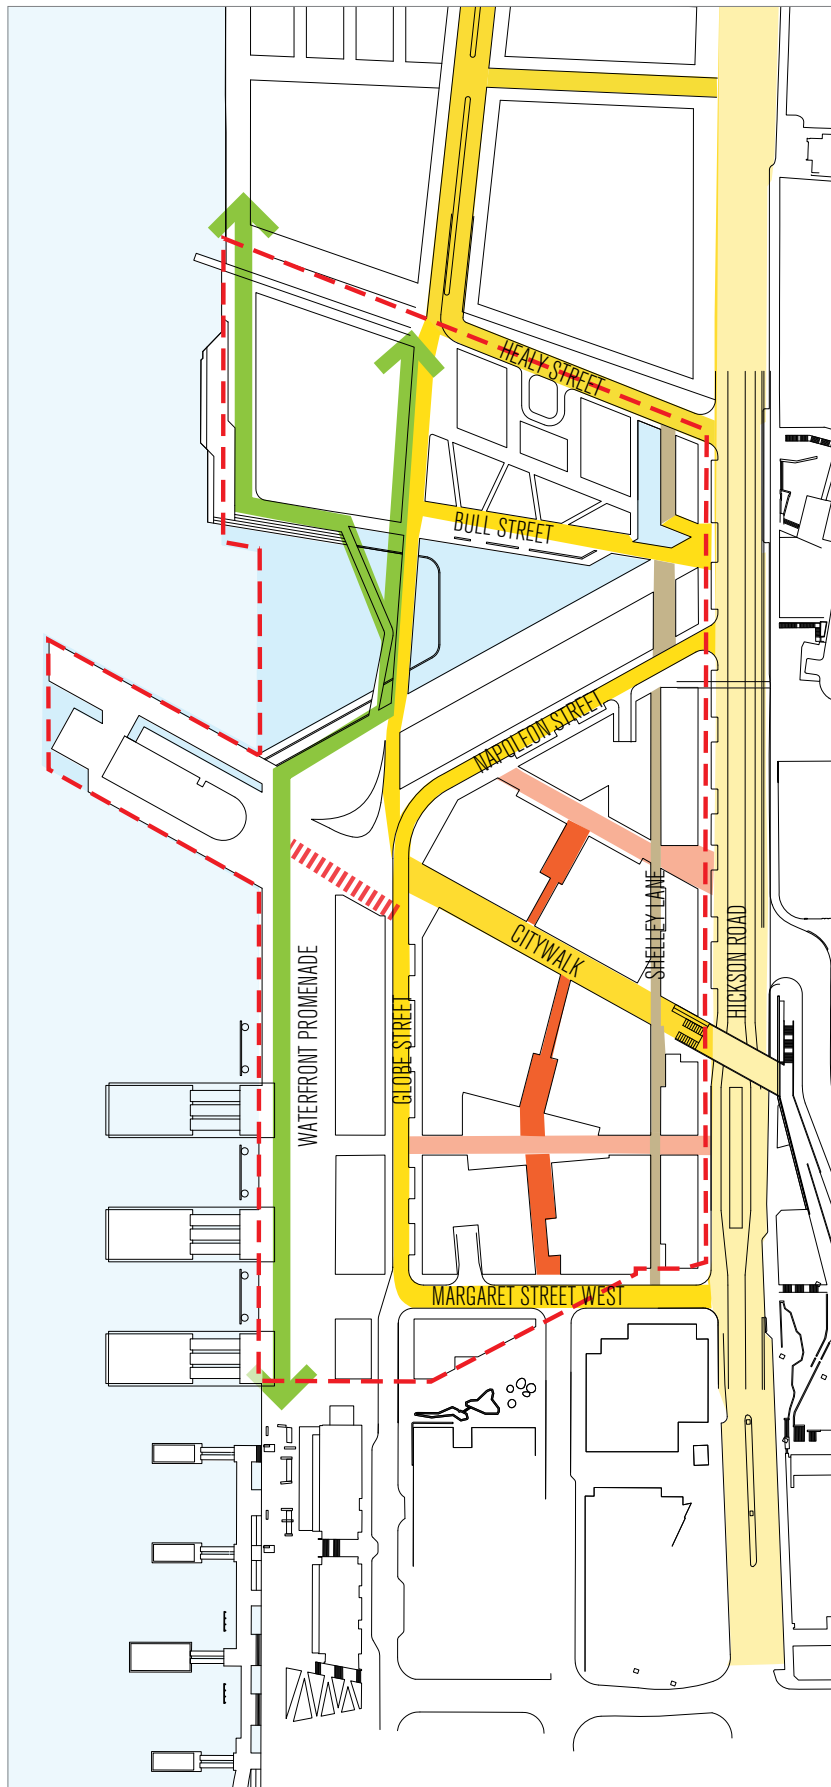 HEALY STREET
BULL STREET
NAPOLEON STREET
SHELLEY LANE
HICKSON ROAD
CITYWALK
WATERFRONT PROMENADE
GLOBE STREET
MARGARET STREET WEST